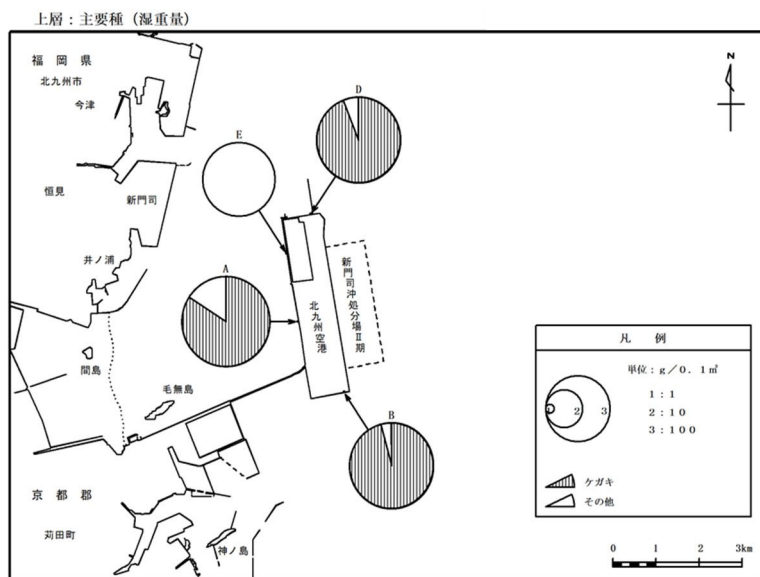 上層：主要種（湿重量）
福岡県
北九州市
今津
D
N
E
恒見
新門司
井ノ浦
A
新門司沖処分場Ⅱ期
北九州空港
凡　例
間島
単位：g／0．1㎡
1：1
2：10
3：100
2
3
毛無島
B
ケガキ
その他
京都郡
苅田町
神ノ島
0 1 2 3km